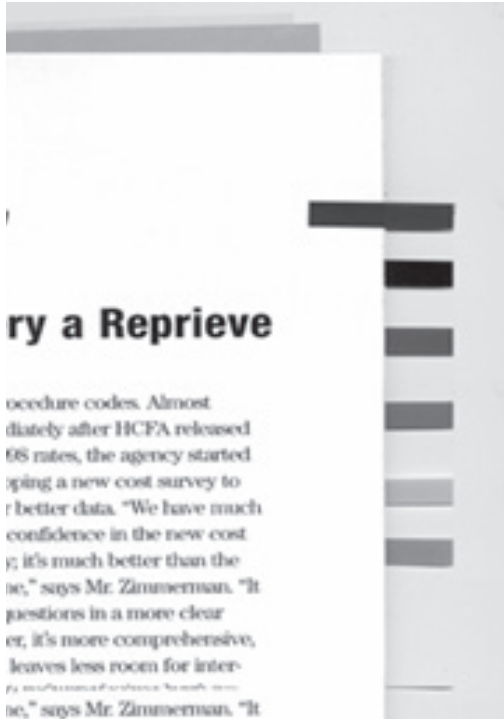 ry a Reprieve
ocedure codes. Almost
diately after HCFA released
98 rates, the agency started
oping a new cost survey to
r better data. “We have much
confidence in the new cost
y; it’s much better than the
ne,” says Mr. Zimmerman. “It
questions in a more clear
er, it’s more comprehensive,
leaves less room for inter-
ne,” says Mr. Zimmerman. “It